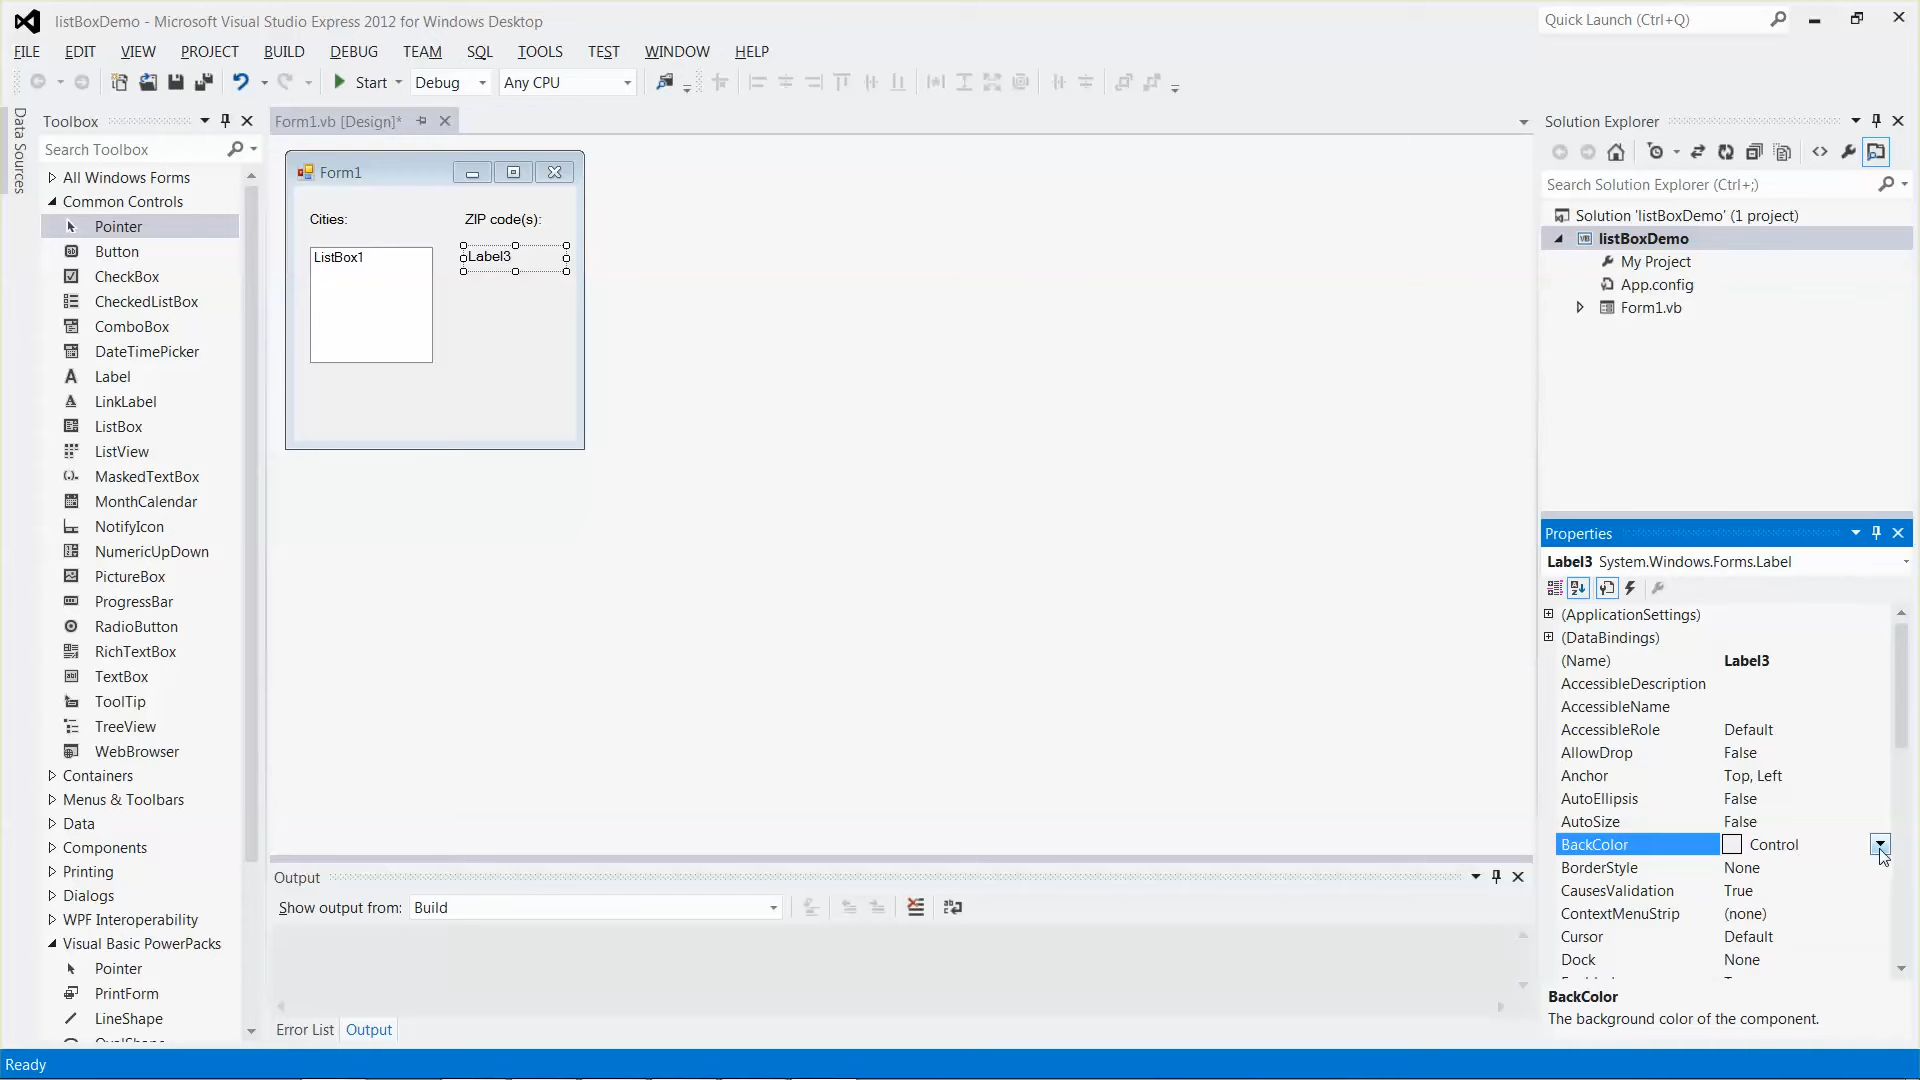 listBoxDemo - Microsoft Visual Studio Express 2012 for Windows Desktop
Quick Launch (Ctrl+Q)
FILE EDIT VIEW PROJECT BUILD DEBUG TEAM SQL TOOLS TEST WINDOW HELP
Start Debug Any CPU
Data Sources
Toolbox
Search Toolbox
All Windows Forms
Common Controls
Pointer
Button
CheckBox
CheckedListBox
ComboBox
DateTimePicker
Label
LinkLabel
ListBox
ListView
MaskedTextBox
MonthCalendar
NotifyIcon
NumericUpDown
PictureBox
ProgressBar
RadioButton
RichTextBox
TextBox
ToolTip
TreeView
WebBrowser
Containers
Menus & Toolbars
Data
Components
Printing
Dialogs
WPF Interoperability
Visual Basic PowerPacks
Pointer
PrintForm
LineShape
Form1.vb [Design]*
Form1
Cities: ZIP code(s):
ListBox1 Label3
Output
Show output from: Build
Error List Output
Solution Explorer
Search Solution Explorer (Ctrl+;)
Solution 'listBoxDemo' (1 project)
listBoxDemo
My Project
App.config
Form1.vb
Properties
Label3 System.Windows.Forms.Label
(ApplicationSettings)
(DataBindings)
(Name) Label3
AccessibleDescription
AccessibleName
AccessibleRole Default
AllowDrop False
Anchor Top, Left
AutoEllipsis False
AutoSize False
BackColor Control
BorderStyle None
CausesValidation True
ContextMenuStrip (none)
Cursor Default
Dock None
BackColor
The background color of the component.
Ready